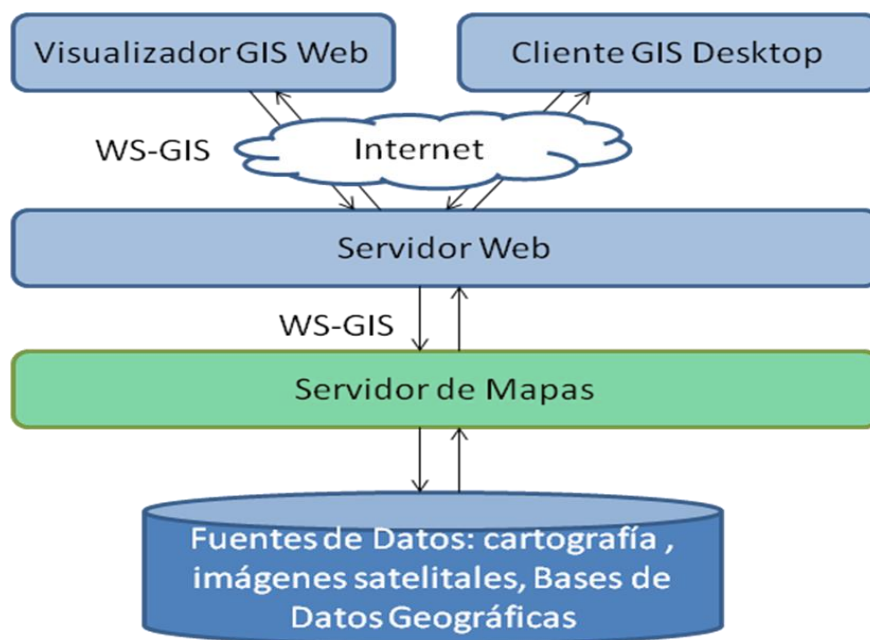 Visualizador GIS Web
Cliente GIS Desktop
WS-GIS
Internet
Servidor Web
WS-GIS
Servidor de Mapas
Fuentes de Datos: cartografía ,
imágenes satelitales, Bases de
Datos Geográficas